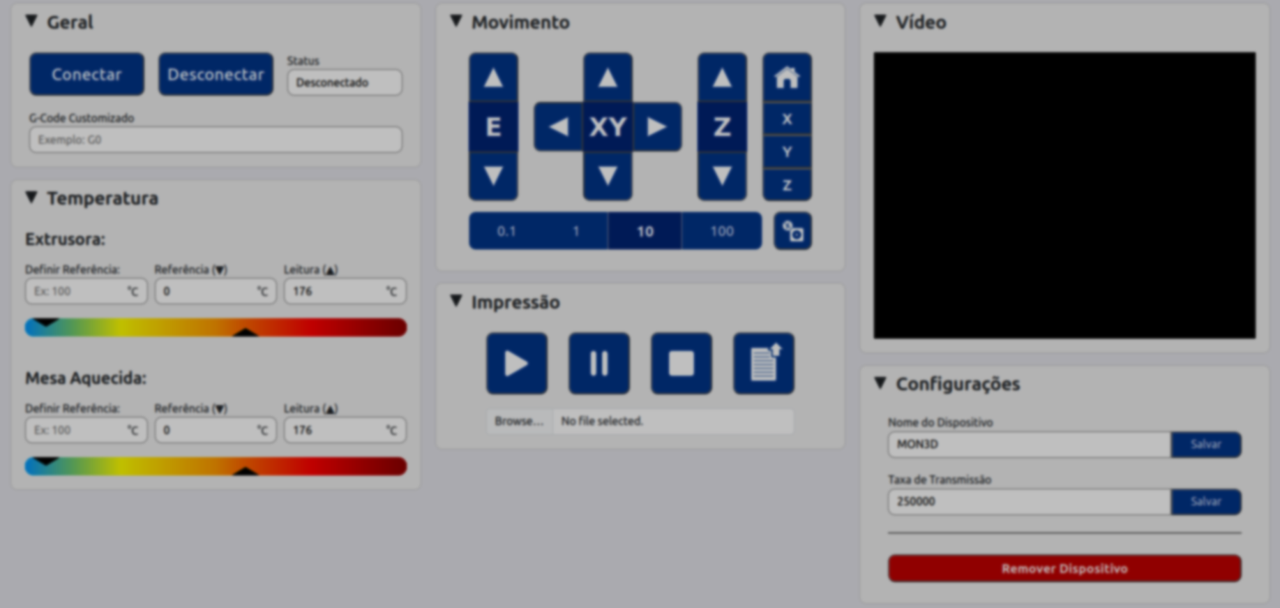 Geral
Conectar
Desconectar
Status
Desconectado
G-Code Customizado
Exemplo: G0
Temperatura
Extrusora:
Definir Referência: Referência (▼) Leitura (▲)
Ex: 100 °C 0 °C 176 °C
Mesa Aquecida:
Definir Referência: Referência (▼) Leitura (▲)
Ex: 100 °C 0 °C 176 °C
Movimento
E XY Z
X
Y
Z
0.1 1 10 100
Impressão
Browse... No file selected.
Vídeo
Configurações
Nome do Dispositivo
MON3D Salvar
Taxa de Transmissão
250000 Salvar
Remover Dispositivo